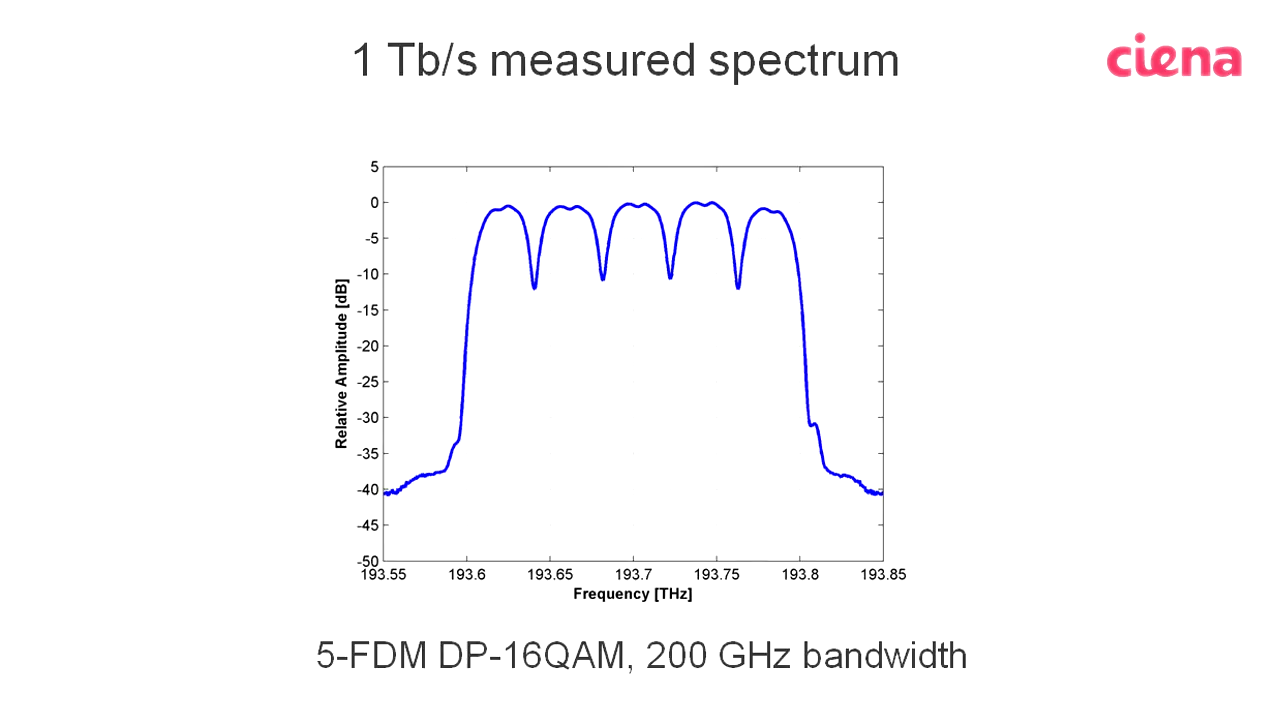 1 Tb/s measured spectrum
ciena
5
0
-5
-10
-15
-20
-25
-30
-35
-40
-45
-50
Relative Amplitude [dB]
193.55 193.6 193.65 193.7 193.75 193.8 193.85
Frequency [THz]
5-FDM DP-16QAM, 200 GHz bandwidth